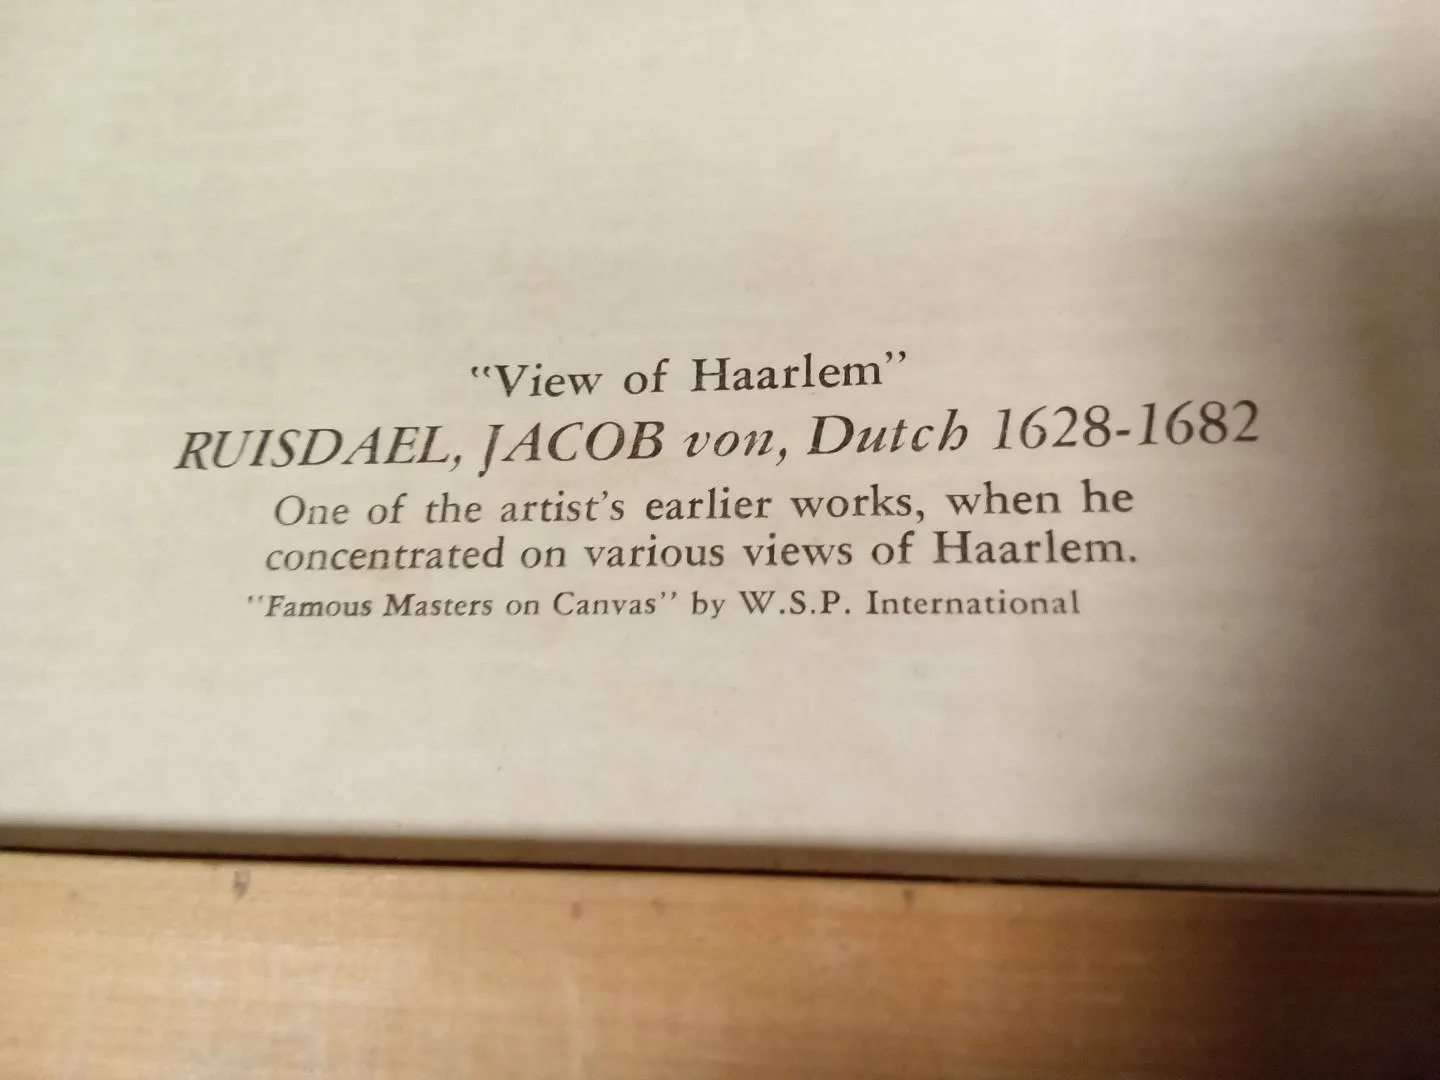 "View of Haarlem"
RUISDAEL, JACOB von, Dutch 1628-1682
One of the artist's earlier works, when he
concentrated on various views of Haarlem.
"Famous Masters on Canvas" by W.S.P. International